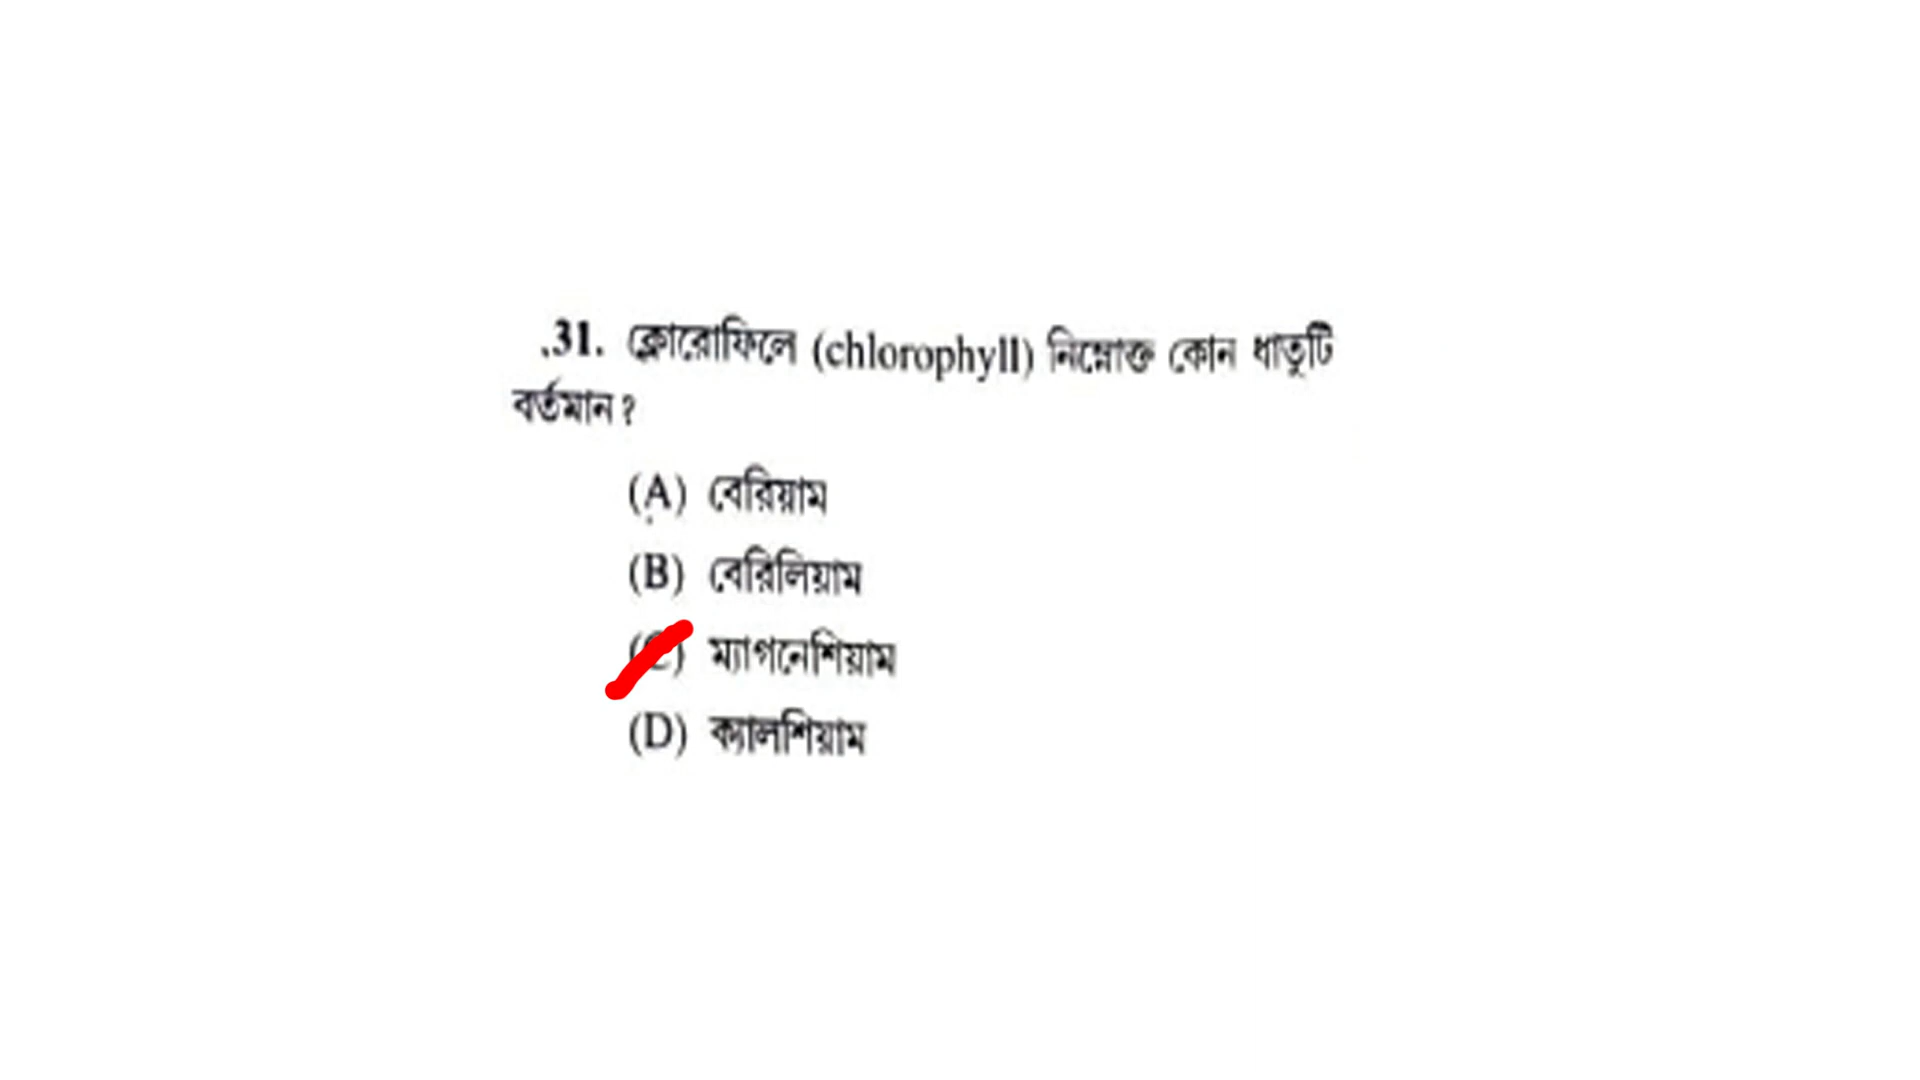 .31. ক্লোরোফিলে (chlorophyll) নিম্নোক্ত কোন ধাতুটি
বর্তমান ?
(A) বেরিয়াম
(B) বেরিলিয়াম
(C) ম্যাগনেশিয়াম
(D) ক্যালশিয়াম